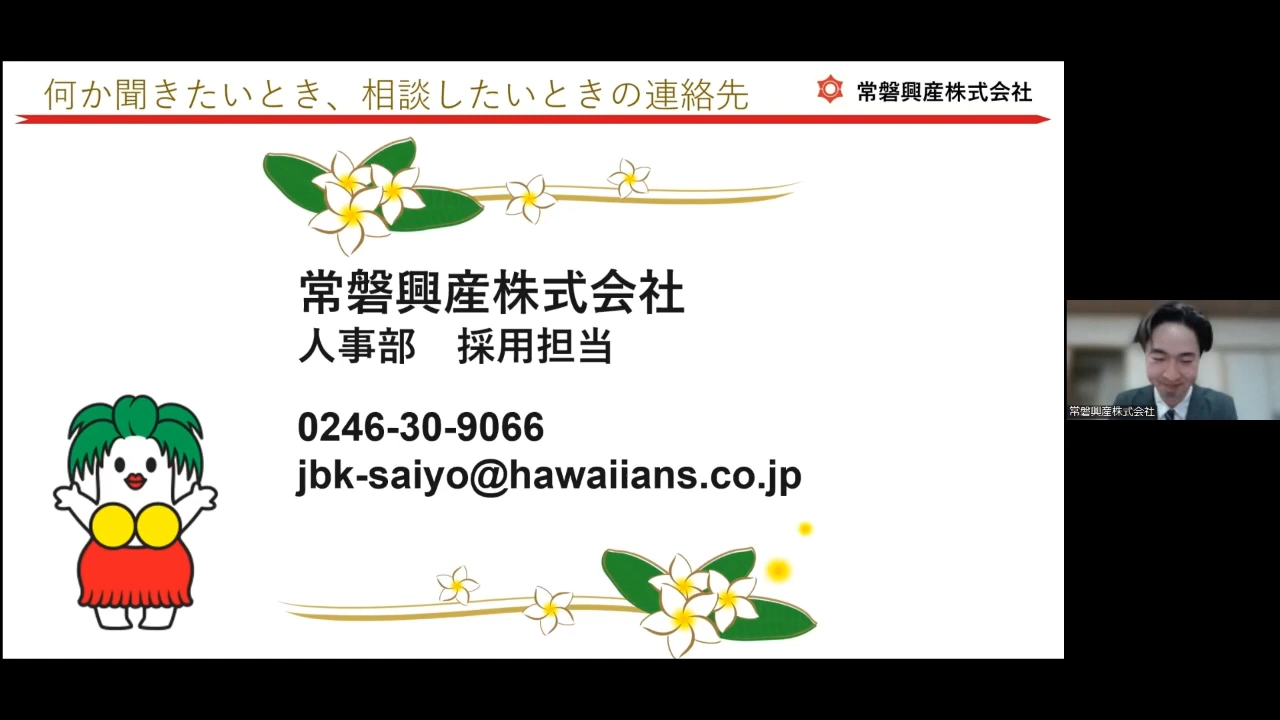 何か聞きたいとき、相談したいときの連絡先
常磐興産株式会社
常磐興産株式会社
人事部　採用担当
0246-30-9066
jbk-saiyo@hawaiians.co.jp
常磐興産株式会社